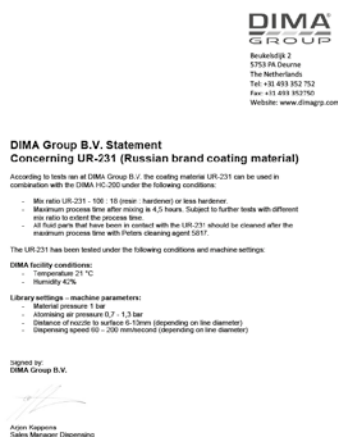 DIMA
GROUP
Beukelsdijk 2
5753 PA Deurne
The Netherlands
Tel: +31 493 352 752
Fax: +31 493 352750
Website: www.dimagrp.com
DIMA Group B.V. Statement
Concerning UR-231 (Russian brand coating material)
According to tests ran at DIMA Group B.V. the coating material UR-231 can be used in
combination with the DIMA HC-200 under the following conditions:
- Mix ratio UR-231 - 100 : 18 (resin : hardener) or less hardener.
- Maximum process time after mixing is 4,5 hours. Subject to further tests with different
mix ratio to extent the process time.
- All fluid parts that have been in contact with the UR-231 should be cleaned after the
maximum process time with Peters cleaning agent 5817.
The UR-231 has been tested under the following conditions and machine settings:
DIMA facility conditions:
- Temperature 21 °C
- Humidity 42%
Library settings – machine parameters:
- Material pressure 1 bar
- Atomising air pressure 0,7 - 1,3 bar
- Distance of nozzle to surface 6-10mm (depending on line diameter)
- Dispensing speed 60 – 200 mm/second (depending on line diameter)
Signed by:
DIMA Group B.V.
Arjon Kappens
Sales Manager Dispensing